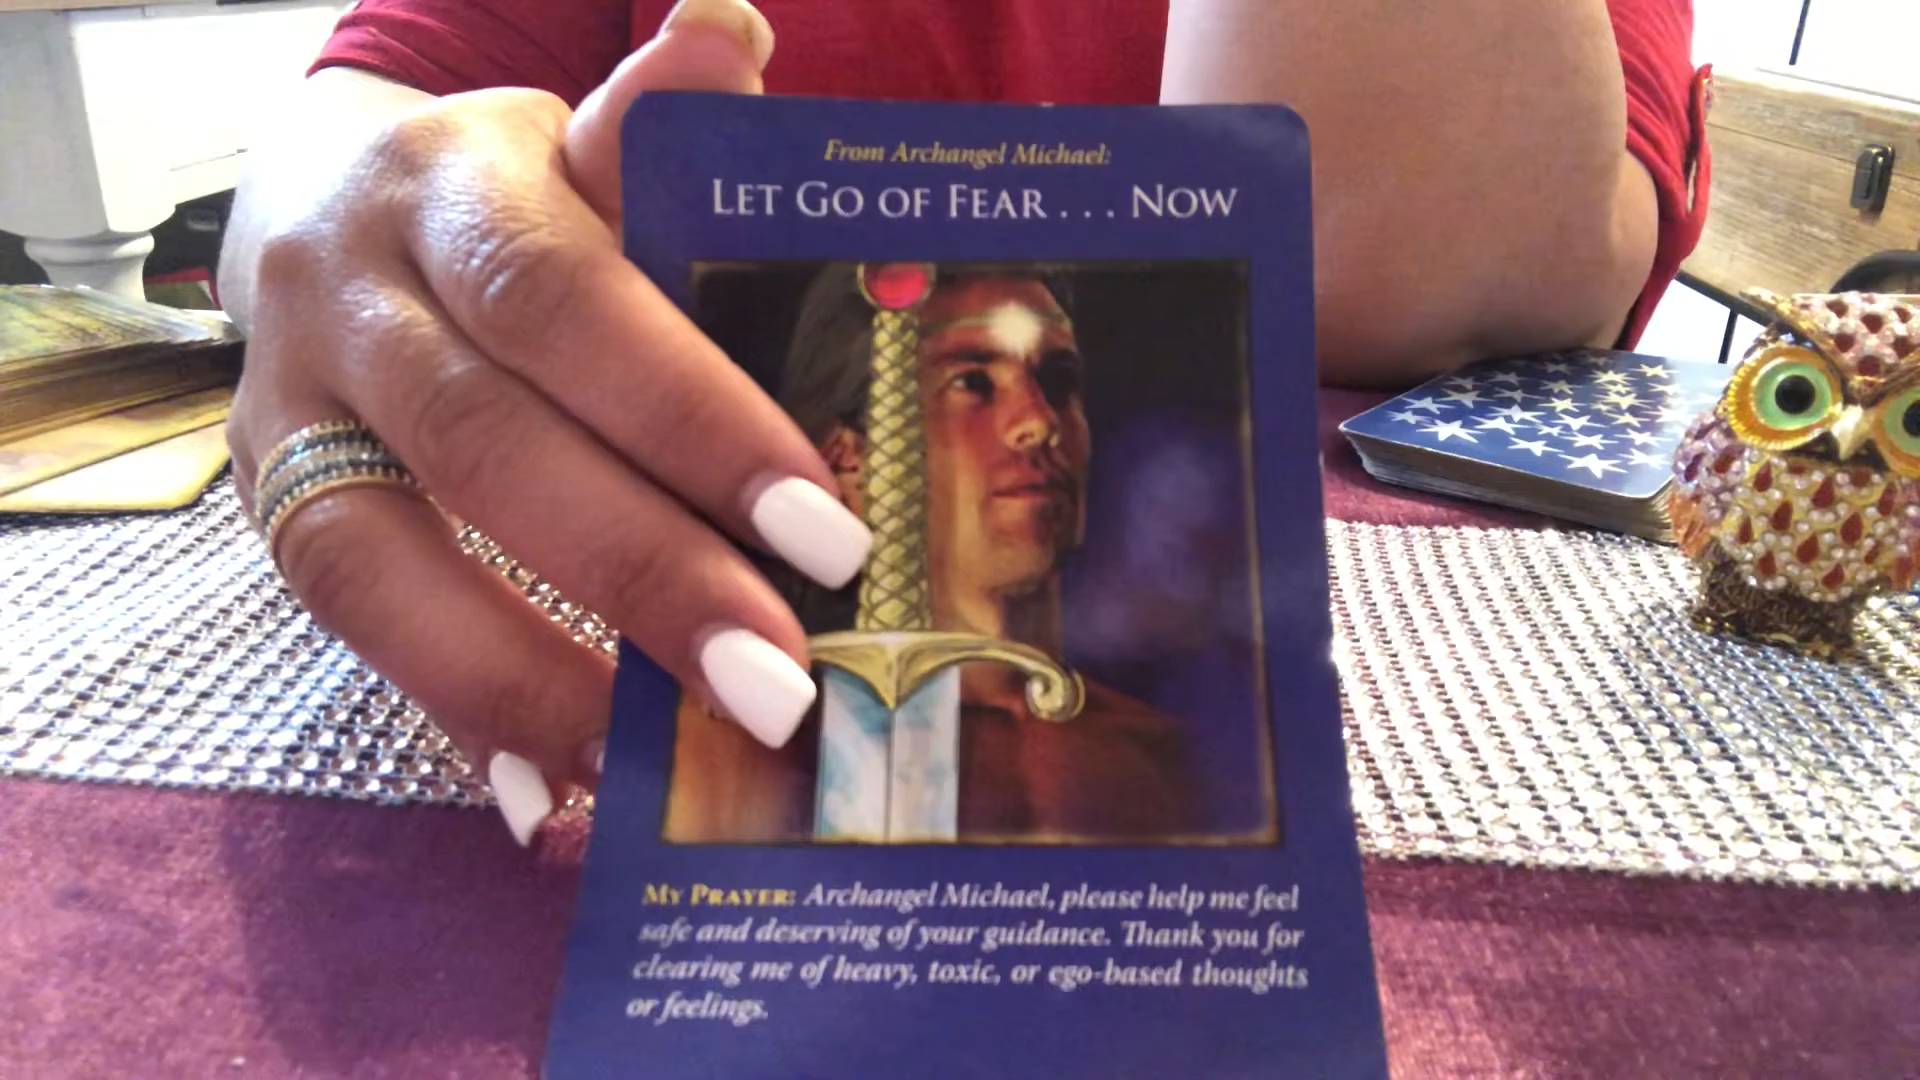 From Archangel Michael:
LET GO OF FEAR . . . NOW
MY PRAYER: Archangel Michael, please help me feel
safe and deserving of your guidance. Thank you for
clearing me of heavy, toxic, or ego-based thoughts
or feelings.